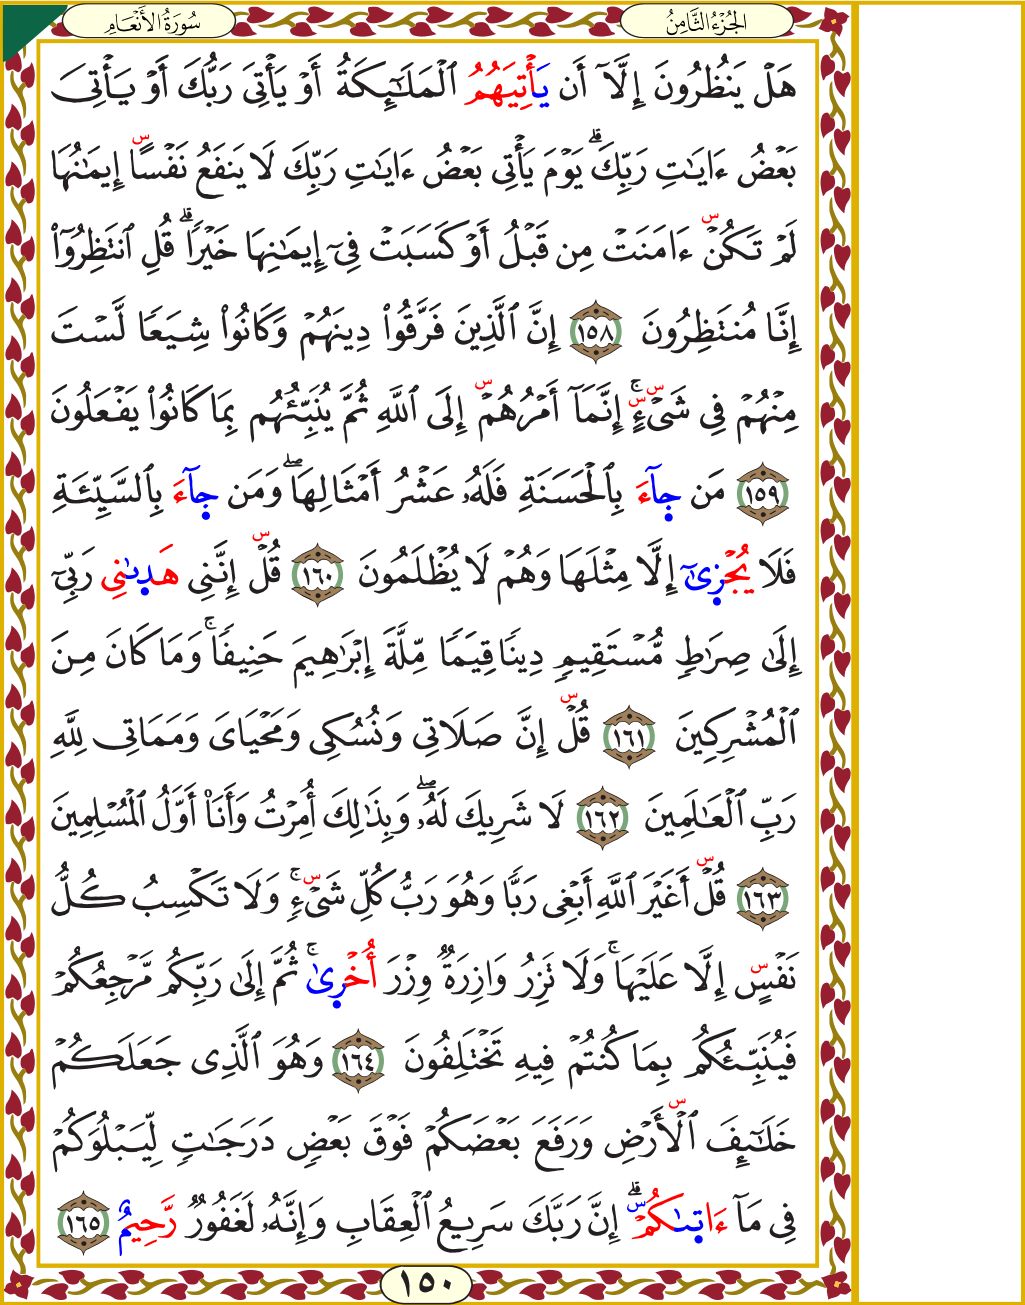 الجُزْءُ الثَّامِنُ
سُورَةُ الأَنْعَامِ
هَلْ يَنظُرُونَ إِلَّآ أَن يَأْتِيَهُمُ ٱلْمَلَـٰٓئِكَةُ أَوْ يَأْتِىَ رَبُّكَ أَوْ يَأْتِىَ
بَعْضُ ءَايَـٰتِ رَبِّكَ ۗ يَوْمَ يَأْتِى بَعْضُ ءَايَـٰتِ رَبِّكَ لَا يَنفَعُ نَفْسًا إِيمَـٰنُهَا
لَمْ تَكُنْ ءَامَنَتْ مِن قَبْلُ أَوْ كَسَبَتْ فِىٓ إِيمَـٰنِهَا خَيْرًا ۗ قُلِ ٱنتَظِرُوٓا۟
إِنَّا مُنتَظِرُونَ ١٥٨ إِنَّ ٱلَّذِينَ فَرَّقُوا۟ دِينَهُمْ وَكَانُوا۟ شِيَعًا لَّسْتَ
مِنْهُمْ فِى شَىْءٍ ۚ إِنَّمَآ أَمْرُهُمْ إِلَى ٱللَّهِ ثُمَّ يُنَبِّئُهُم بِمَا كَانُوا۟ يَفْعَلُونَ
١٥٩ مَن جَآءَ بِٱلْحَسَنَةِ فَلَهُۥ عَشْرُ أَمْثَالِهَا ۖ وَمَن جَآءَ بِٱلسَّيِّئَةِ
فَلَا يُجْزَىٰٓ إِلَّا مِثْلَهَا وَهُمْ لَا يُظْلَمُونَ ١٦٠ قُلْ إِنَّنِى هَدَىٰنِى رَبِّىٓ
إِلَىٰ صِرَٰطٍ مُّسْتَقِيمٍ دِينًا قِيَمًا مِّلَّةَ إِبْرَٰهِيمَ حَنِيفًا ۚ وَمَا كَانَ مِنَ
ٱلْمُشْرِكِينَ ١٦١ قُلْ إِنَّ صَلَاتِى وَنُسُكِى وَمَحْيَاىَ وَمَمَاتِى لِلَّهِ
رَبِّ ٱلْعَـٰلَمِينَ ١٦٢ لَا شَرِيكَ لَهُۥ ۖ وَبِذَٰلِكَ أُمِرْتُ وَأَنَا۠ أَوَّلُ ٱلْمُسْلِمِينَ
١٦٣ قُلْ أَغَيْرَ ٱللَّهِ أَبْغِى رَبًّا وَهُوَ رَبُّ كُلِّ شَىْءٍ ۚ وَلَا تَكْسِبُ كُلُّ
نَفْسٍ إِلَّا عَلَيْهَا ۚ وَلَا تَزِرُ وَازِرَةٌ وِزْرَ أُخْرَىٰ ۚ ثُمَّ إِلَىٰ رَبِّكُم مَّرْجِعُكُمْ
فَيُنَبِّئُكُم بِمَا كُنتُمْ فِيهِ تَخْتَلِفُونَ ١٦٤ وَهُوَ ٱلَّذِى جَعَلَكُمْ
خَلَـٰٓئِفَ ٱلْأَرْضِ وَرَفَعَ بَعْضَكُمْ فَوْقَ بَعْضٍ دَرَجَـٰتٍ لِّيَبْلُوَكُمْ
فِى مَآ ءَاتَىٰكُمْ ۗ إِنَّ رَبَّكَ سَرِيعُ ٱلْعِقَابِ وَإِنَّهُۥ لَغَفُورٌ رَّحِيمٌ ١٦٥
١٥٠